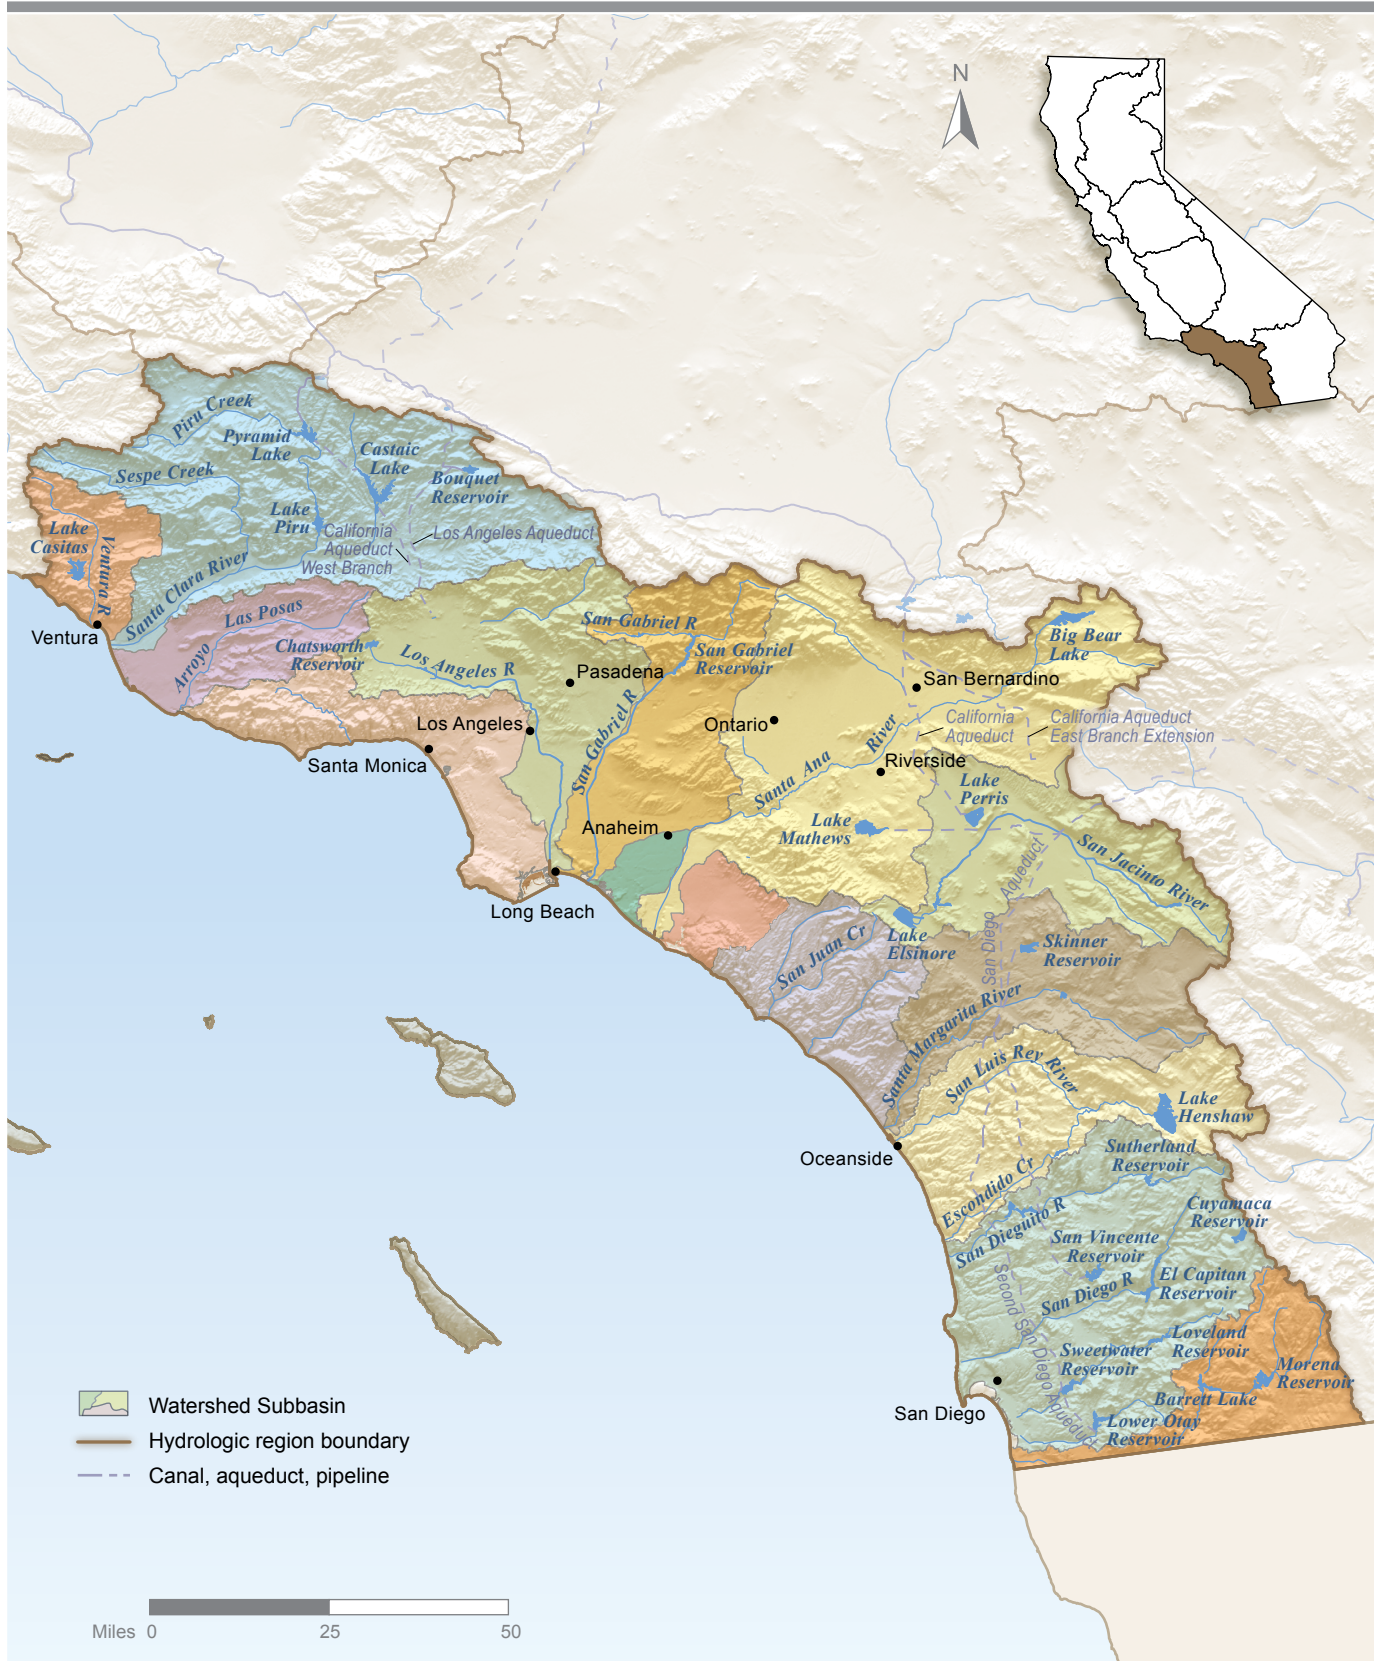 N
Piru Creek
Pyramid
Lake
Castaic
Lake
Sespe Creek
Bouquet
Reservoir
Lake
Piru
California
Aqueduct
West Branch
Los Angeles Aqueduct
Lake
Casitas
Ventura R
Santa Clara River
Ventura
Arroyo Las Posas
Chatsworth
Reservoir
Los Angeles R
San Gabriel R
San Gabriel
Reservoir
Pasadena
Big Bear
Lake
San Bernardino
Los Angeles
Ontario
California
Aqueduct
California Aqueduct
East Branch Extension
Santa Monica
San Gabriel R
Santa Ana River
Riverside
Lake
Perris
Anaheim
Lake
Mathews
San Jacinto River
Long Beach
San Diego Aqueduct
Lake
Elsinore
Skinner
Reservoir
San Juan Cr
Santa Margarita River
San Luis Rey River
Lake
Henshaw
Oceanside
Sutherland
Reservoir
Escondido Cr
San Dieguito R
Cuyamaca
Reservoir
San Vincente
Reservoir
El Capitan
Reservoir
San Diego R
Second San Diego Aqueduct
Loveland
Reservoir
Sweetwater
Reservoir
Morena
Reservoir
Barrett Lake
San Diego
Lower Otay
Reservoir
Watershed Subbasin
Hydrologic region boundary
Canal, aqueduct, pipeline
Miles 0 25 50